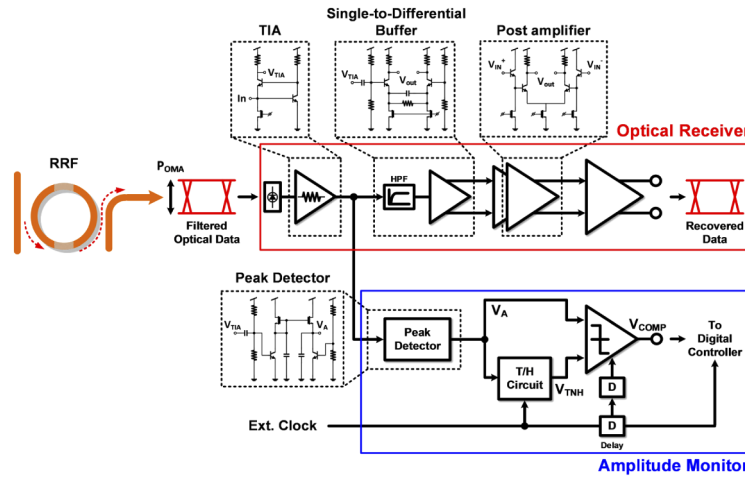 TIA
Single-to-Differential
Buffer
Post amplifier
VTIA
In
VTIA
Vout
VIN+
Vout
VIN-
Optical Receiver
RRF
POMA
HPF
Filtered
Optical Data
Recovered
Data
Peak Detector
VTIA
VA
Peak
Detector
VA
VCOMP
To
Digital
Controller
T/H
Circuit
VTNH
D
Ext. Clock
D
Delay
Amplitude Monitor